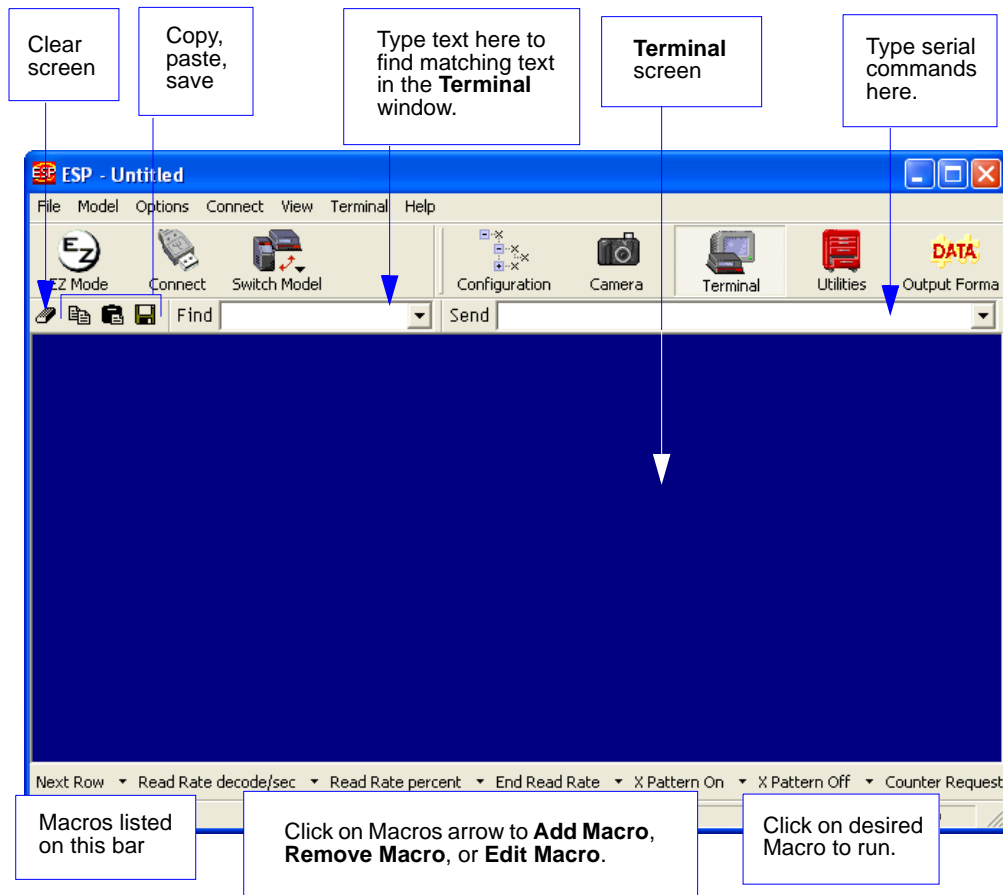 Clear
screen
Copy,
paste,
save
Type text here to
find matching text
in the Terminal
window.
Terminal
screen
Type serial
commands
here.
ESP - Untitled
File Model Options Connect View Terminal Help
EZ
EZ Mode Connect Switch Model Configuration Camera Terminal Utilities Output Forma
DATA
Find Send
Next Row Read Rate decode/sec Read Rate percent End Read Rate X Pattern On X Pattern Off Counter Request
Macros listed
on this bar
Click on Macros arrow to Add Macro,
Remove Macro, or Edit Macro.
Click on desired
Macro to run.